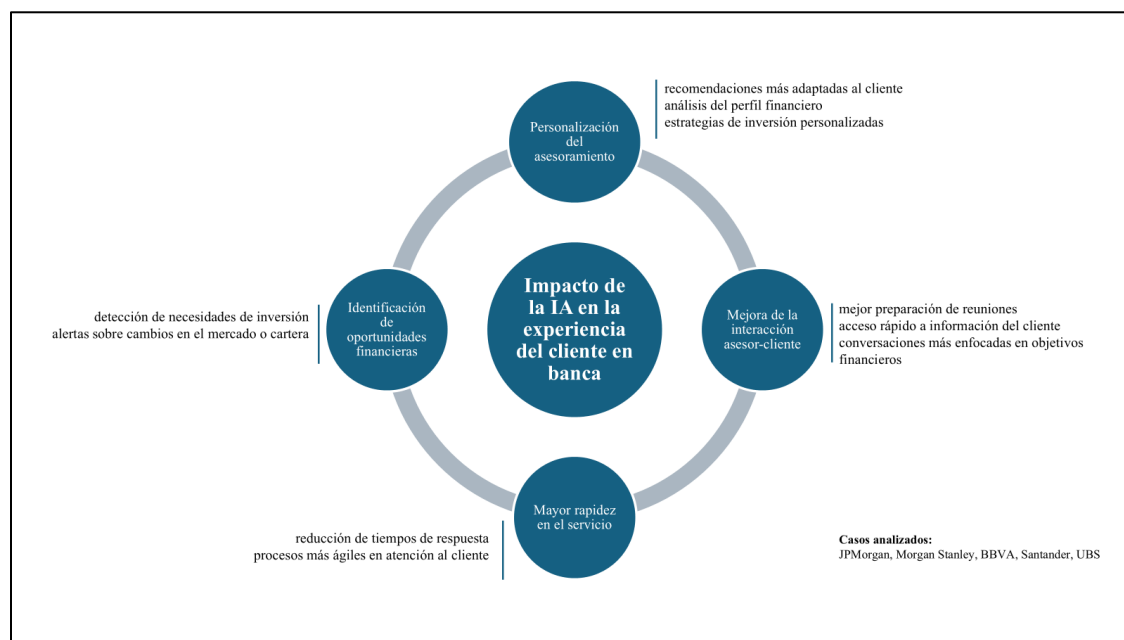 Personalización
del
asesoramiento
recomendaciones más adaptadas al cliente
análisis del perfil financiero
estrategias de inversión personalizadas
Impacto de
la IA en la
experiencia
del cliente en
banca
Mejora de la
interacción
asesor-cliente
mejor preparación de reuniones
acceso rápido a información del cliente
conversaciones más enfocadas en objetivos
financieros
Mayor rapidez
en el servicio
reducción de tiempos de respuesta
procesos más ágiles en atención al cliente
Identificación
de
oportunidades
financieras
detección de necesidades de inversión
alertas sobre cambios en el mercado o cartera
Casos analizados:
JPMorgan, Morgan Stanley, BBVA, Santander, UBS